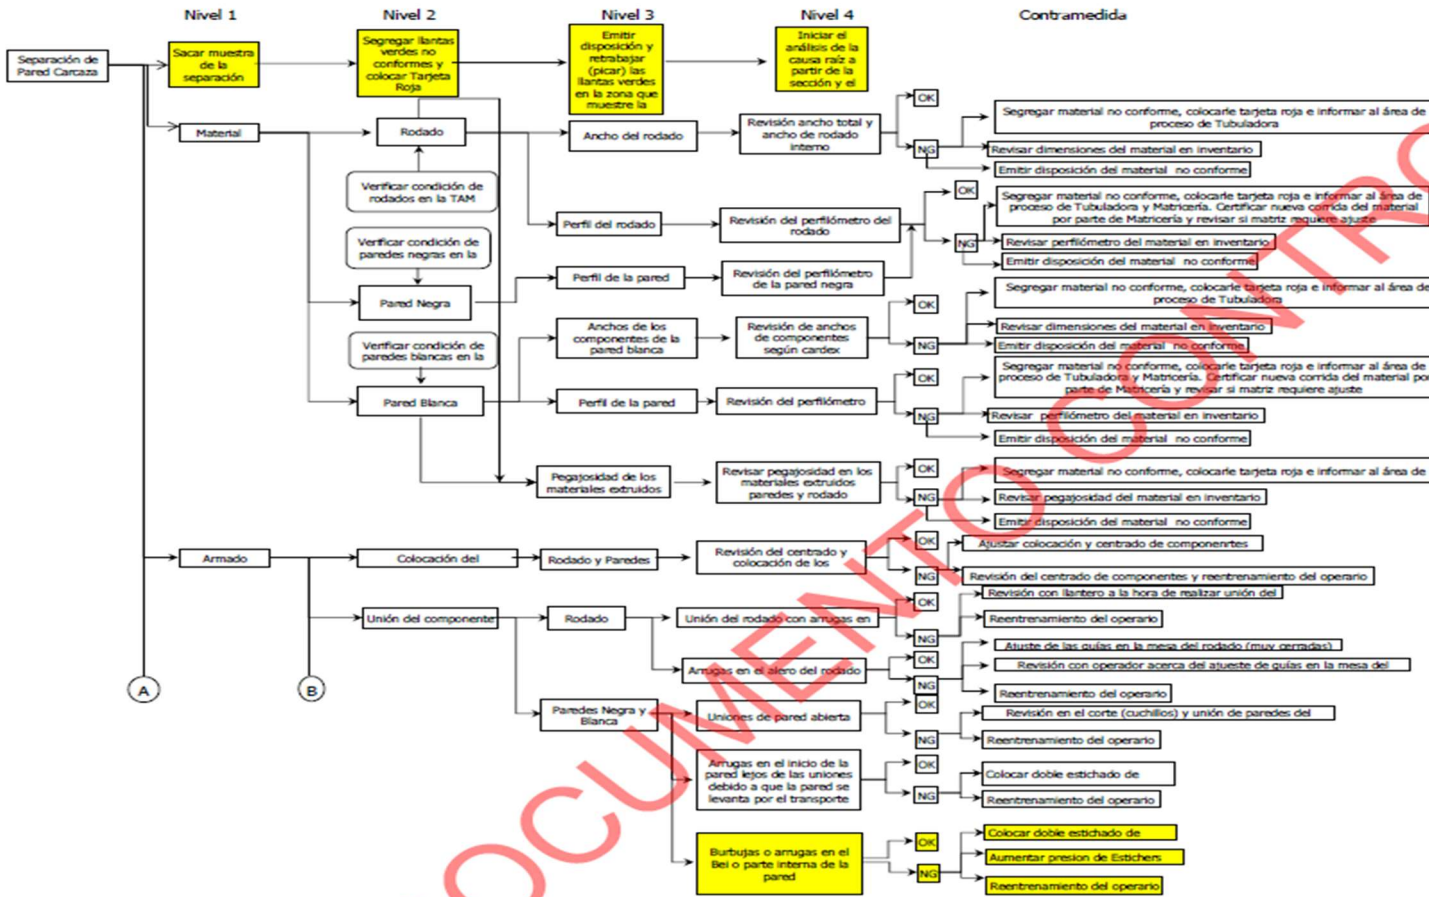 Nivel 1
Nivel 2
Nivel 3
Nivel 4
Contramedida
Separación de
Pared Carcaza
Sacar muestra
de la
separación
Segregar llantas
verdes no
conformes y
colocar Tarjeta
Roja
Emitir
disposición y
retrabajar
(picar) las
llantas verdes
en la zona que
muestre la
Iniciar el
análisis de la
causa raíz a
partir de la
sección y el
Material
Rodado
Ancho del rodado
Revisión ancho total y
ancho de rodado
interno
OK
NG
Segregar material no conforme, colocarle tarjeta roja e informar al área de
proceso de Tubuladora
Revisar dimensiones del material en inventario
Emitir disposición del material no conforme
Verificar condición de
rodados en la TAM
Perfil del rodado
Revisión del perfilómetro del
rodado
OK
NG
Segregar material no conforme, colocarle tarjeta roja e informar al área de
proceso de Tubuladora y Matricería. Certificar nueva corrida del material
por parte de Matricería y revisar si matriz requiere ajuste
Revisar perfilómetro del material en inventario
Emitir disposición del material no conforme
Verificar condición de
paredes negras en la
Pared Negra
Perfil de la pared
Revisión del perfilómetro
de la pared negra
Verificar condición de
paredes blancas en la
Pared Blanca
Anchos de los
componentes de la
pared blanca
Revisión de anchos
de componentes
según cardex
OK
NG
Segregar material no conforme, colocarle tarjeta roja e informar al área de
proceso de Tubuladora
Revisar dimensiones del material en inventario
Emitir disposición del material no conforme
Perfil de la pared
Revisión del perfilómetro
OK
NG
Segregar material no conforme, colocarle tarjeta roja e informar al área de
proceso de Tubuladora y Matricería. Certificar nueva corrida del material por
parte de Matricería y revisar si matriz requiere ajuste
Revisar perfilómetro del material en inventario
Emitir disposición del material no conforme
Pegajosidad de los
materiales extruidos
Revisar pegajosidad en los
materiales extruidos
paredes y rodado
OK
NG
Segregar material no conforme, colocarle tarjeta roja e informar al área de
Revisar pegajosidad del material en inventario
Emitir disposición del material no conforme
Armado
Colocación del
Rodado y Paredes
Revisión del centrado y
colocación de los
OK
NG
Ajustar colocación y centrado de componenrtes
Revisión del centrado de componentes y reentrenamiento del operario
Unión del componente
Rodado
Unión del rodado con arrugas en
OK
NG
Revisión con llantero a la hora de realizar unión del
Reentrenamiento del operario
Arrugas en el alero del rodado
OK
NG
Ajuste de las guías en la mesa del rodado (muy cerradas)
Revisión con operador acerca del ajueste de guías en la mesa del
Reentrenamiento del operario
A
B
Paredes Negra y
Blanca
Uniones de pared abierta
OK
NG
Revisión en el corte (cuchillos) y unión de paredes del
Reentrenamiento del operario
Arrugas en el inicio de la
pared lejos de las uniones
debido a que la pared se
levanta por el transporte
OK
NG
Colocar doble estichado de
Reentrenamiento del operario
Burbujas o arrugas en el
Bei o parte interna de la
pared
OK
NG
Colocar doble estichado de
Aumentar presion de Estichers
Reentrenamiento del operario
OCUMENTO CONTRO